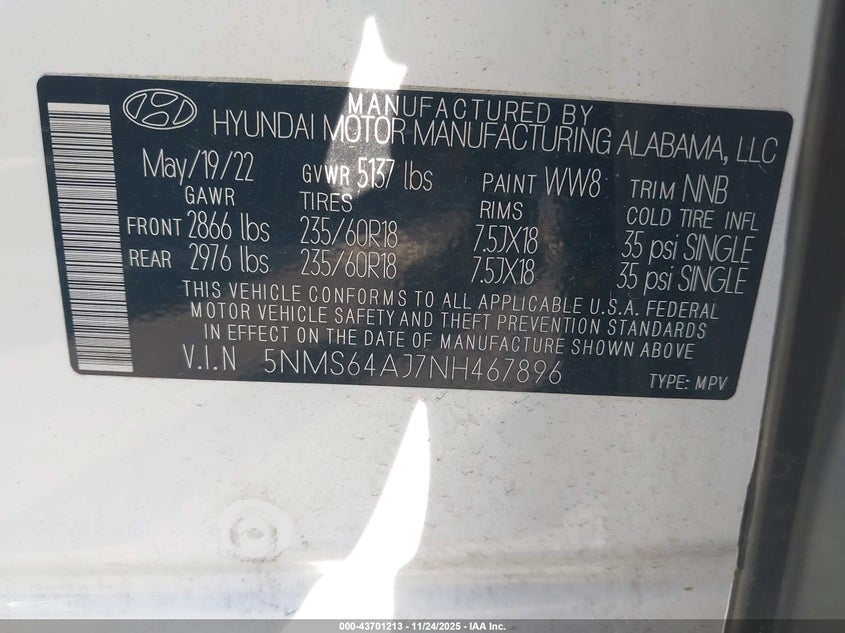 MANUFACTURED BY
HYUNDAI MOTOR MANUFACTURING ALABAMA, LLC
May/19/22 GVWR 5137 lbs PAINT WW8 TRIM NNB
GAWR TIRES RIMS COLD TIRE INFL
FRONT 2866 lbs 235/60R18 7.5JX18 35 psi SINGLE
REAR 2976 lbs 235/60R18 7.5JX18 35 psi SINGLE
THIS VEHICLE CONFORMS TO ALL APPLICABLE U.S.A. FEDERAL
MOTOR VEHICLE SAFETY AND THEFT PREVENTION STANDARDS
IN EFFECT ON THE DATE OF MANUFACTURE SHOWN ABOVE
V.I.N 5NMS64AJ7NH467896 TYPE: MPV
000-43701213 - 11/24/2025 - IAA Inc.